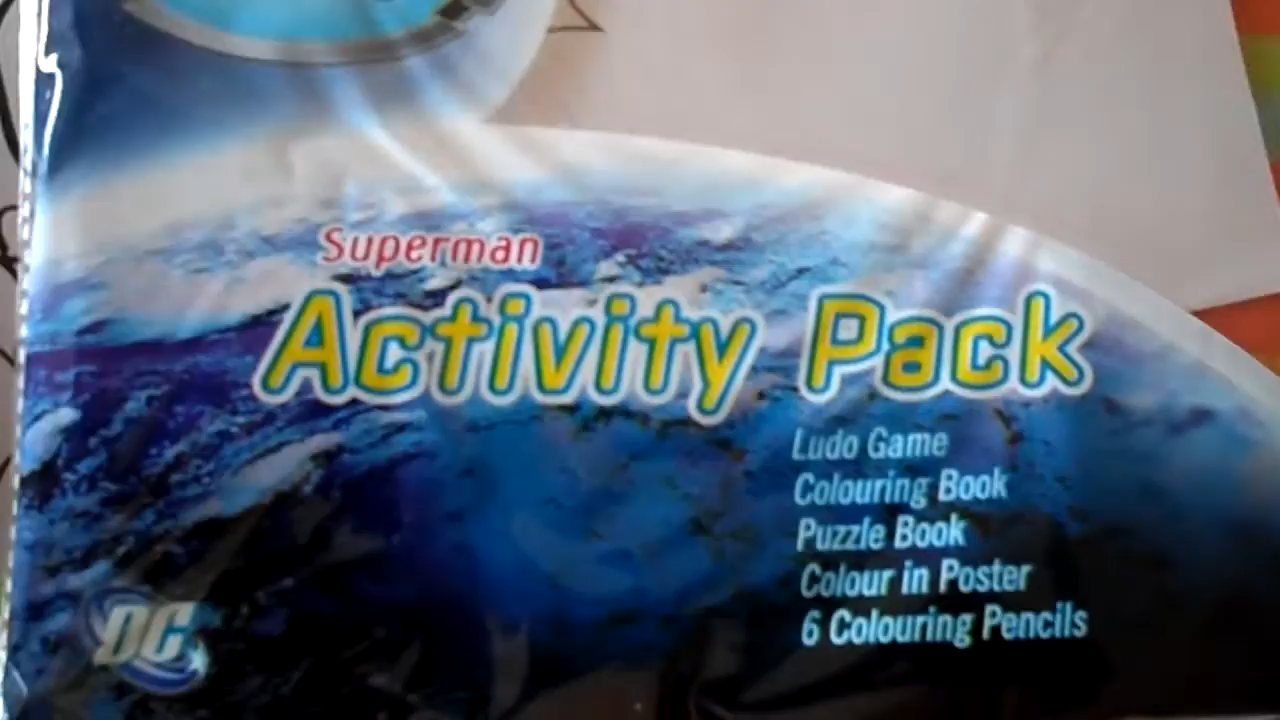 Superman
Activity Pack
Ludo Game
Colouring Book
Puzzle Book
Colour in Poster
6 Colouring Pencils
DC